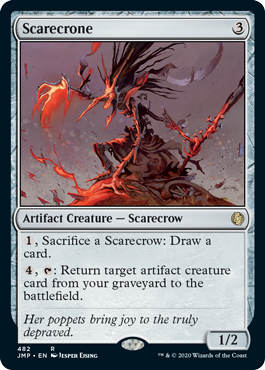 Scarecrone 3
Artifact Creature — Scarecrow
1, Sacrifice a Scarecrow: Draw a
card.
4, T: Return target artifact creature
card from your graveyard to the
battlefield.
Her poppets bring joy to the truly
depraved.
1/2
482 R
JMP • EN Jesper Ejsing ™ & © 2020 Wizards of the Coast